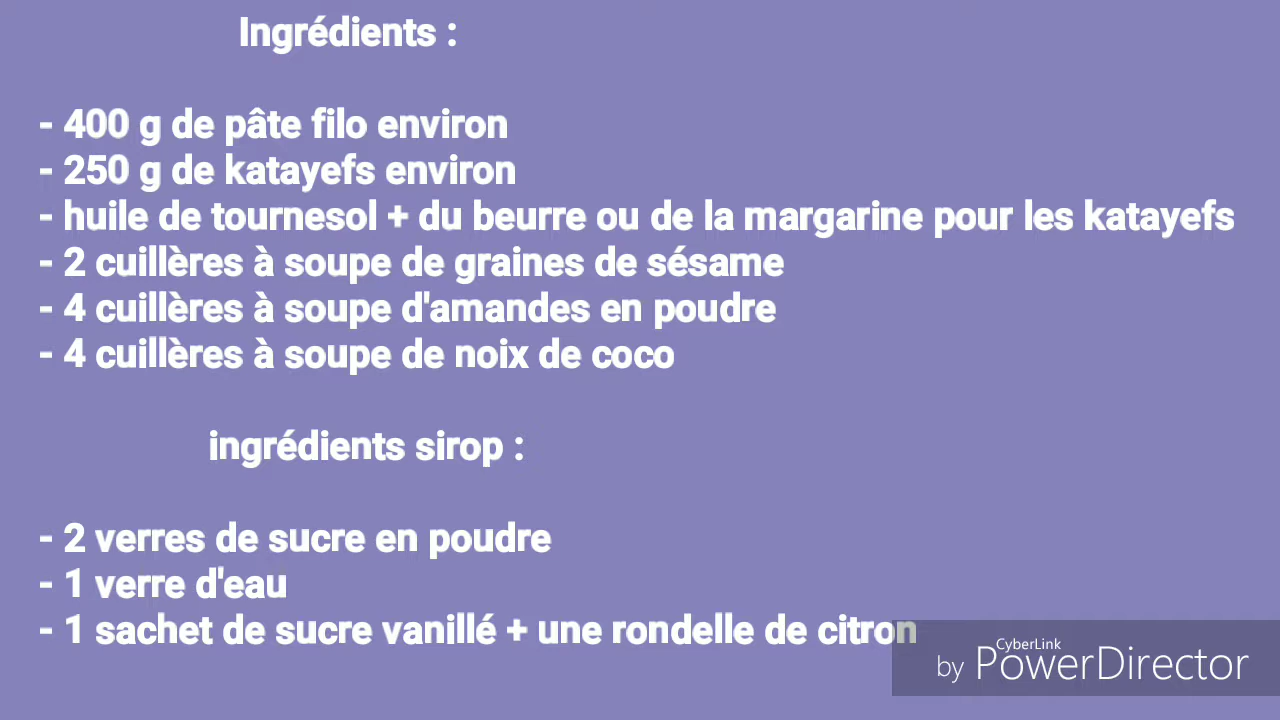 Ingrédients :
- 400 g de pâte filo environ
- 250 g de katayefs environ
- huile de tournesol + du beurre ou de la margarine pour les katayefs
- 2 cuillères à soupe de graines de sésame
- 4 cuillères à soupe d'amandes en poudre
- 4 cuillères à soupe de noix de coco
ingrédients sirop :
- 2 verres de sucre en poudre
- 1 verre d'eau
- 1 sachet de sucre vanillé + une rondelle de citron
CyberLink
by PowerDirector